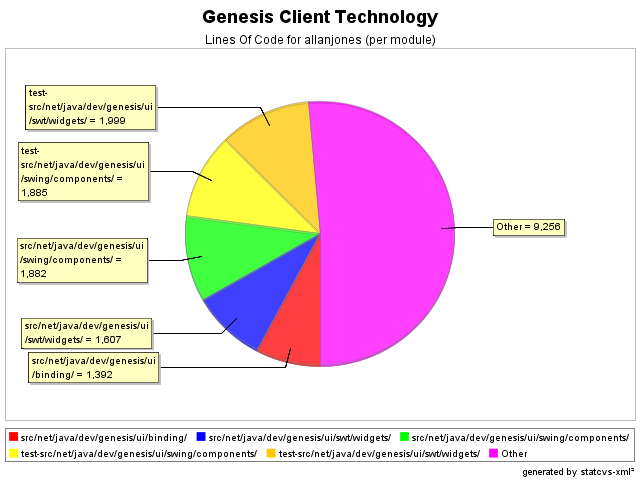 Genesis Client Technology
Lines Of Code for allanjones (per module)
test-
src/net/java/dev/genesis/ui
/swt/widgets/ = 1,999
test-
src/net/java/dev/genesis/ui
/swing/components/ =
1,885
src/net/java/dev/genesis/ui
/swing/components/ =
1,882
src/net/java/dev/genesis/ui
/swt/widgets/ = 1,607
src/net/java/dev/genesis/ui
/binding/ = 1,392
Other = 9,256
src/net/java/dev/genesis/ui/binding/ src/net/java/dev/genesis/ui/swt/widgets/ src/net/java/dev/genesis/ui/swing/components/
test-src/net/java/dev/genesis/ui/swing/components/ test-src/net/java/dev/genesis/ui/swt/widgets/ Other
generated by statcvs-xml²